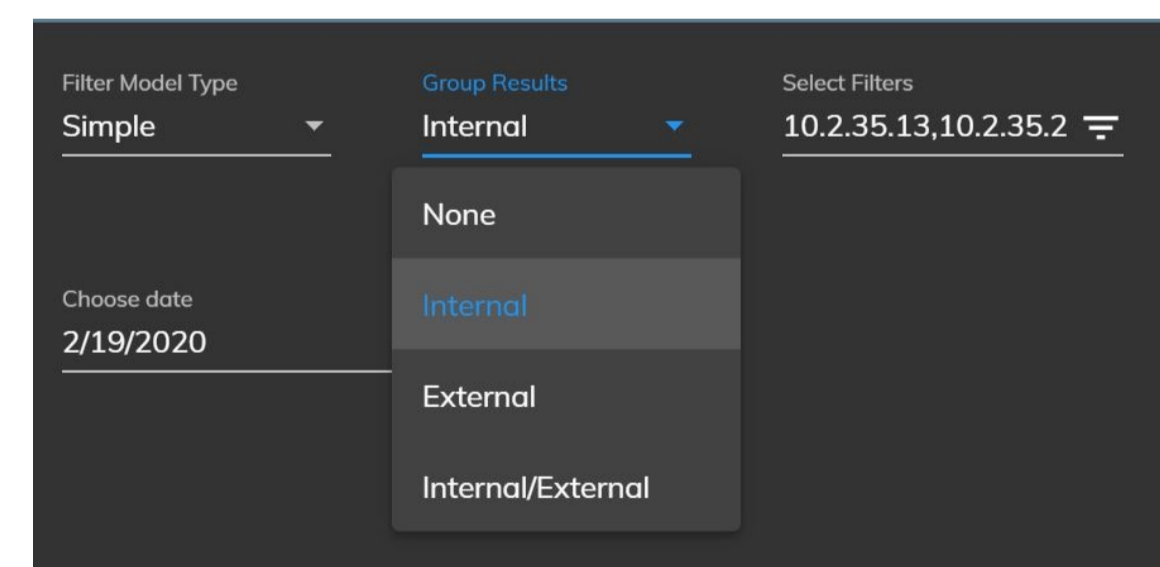 Filter Model Type
Simple
Group Results
Internal
Select Filters
10.2.35.13,10.2.35.2
None
Internal
External
Internal/External
Choose date
2/19/2020